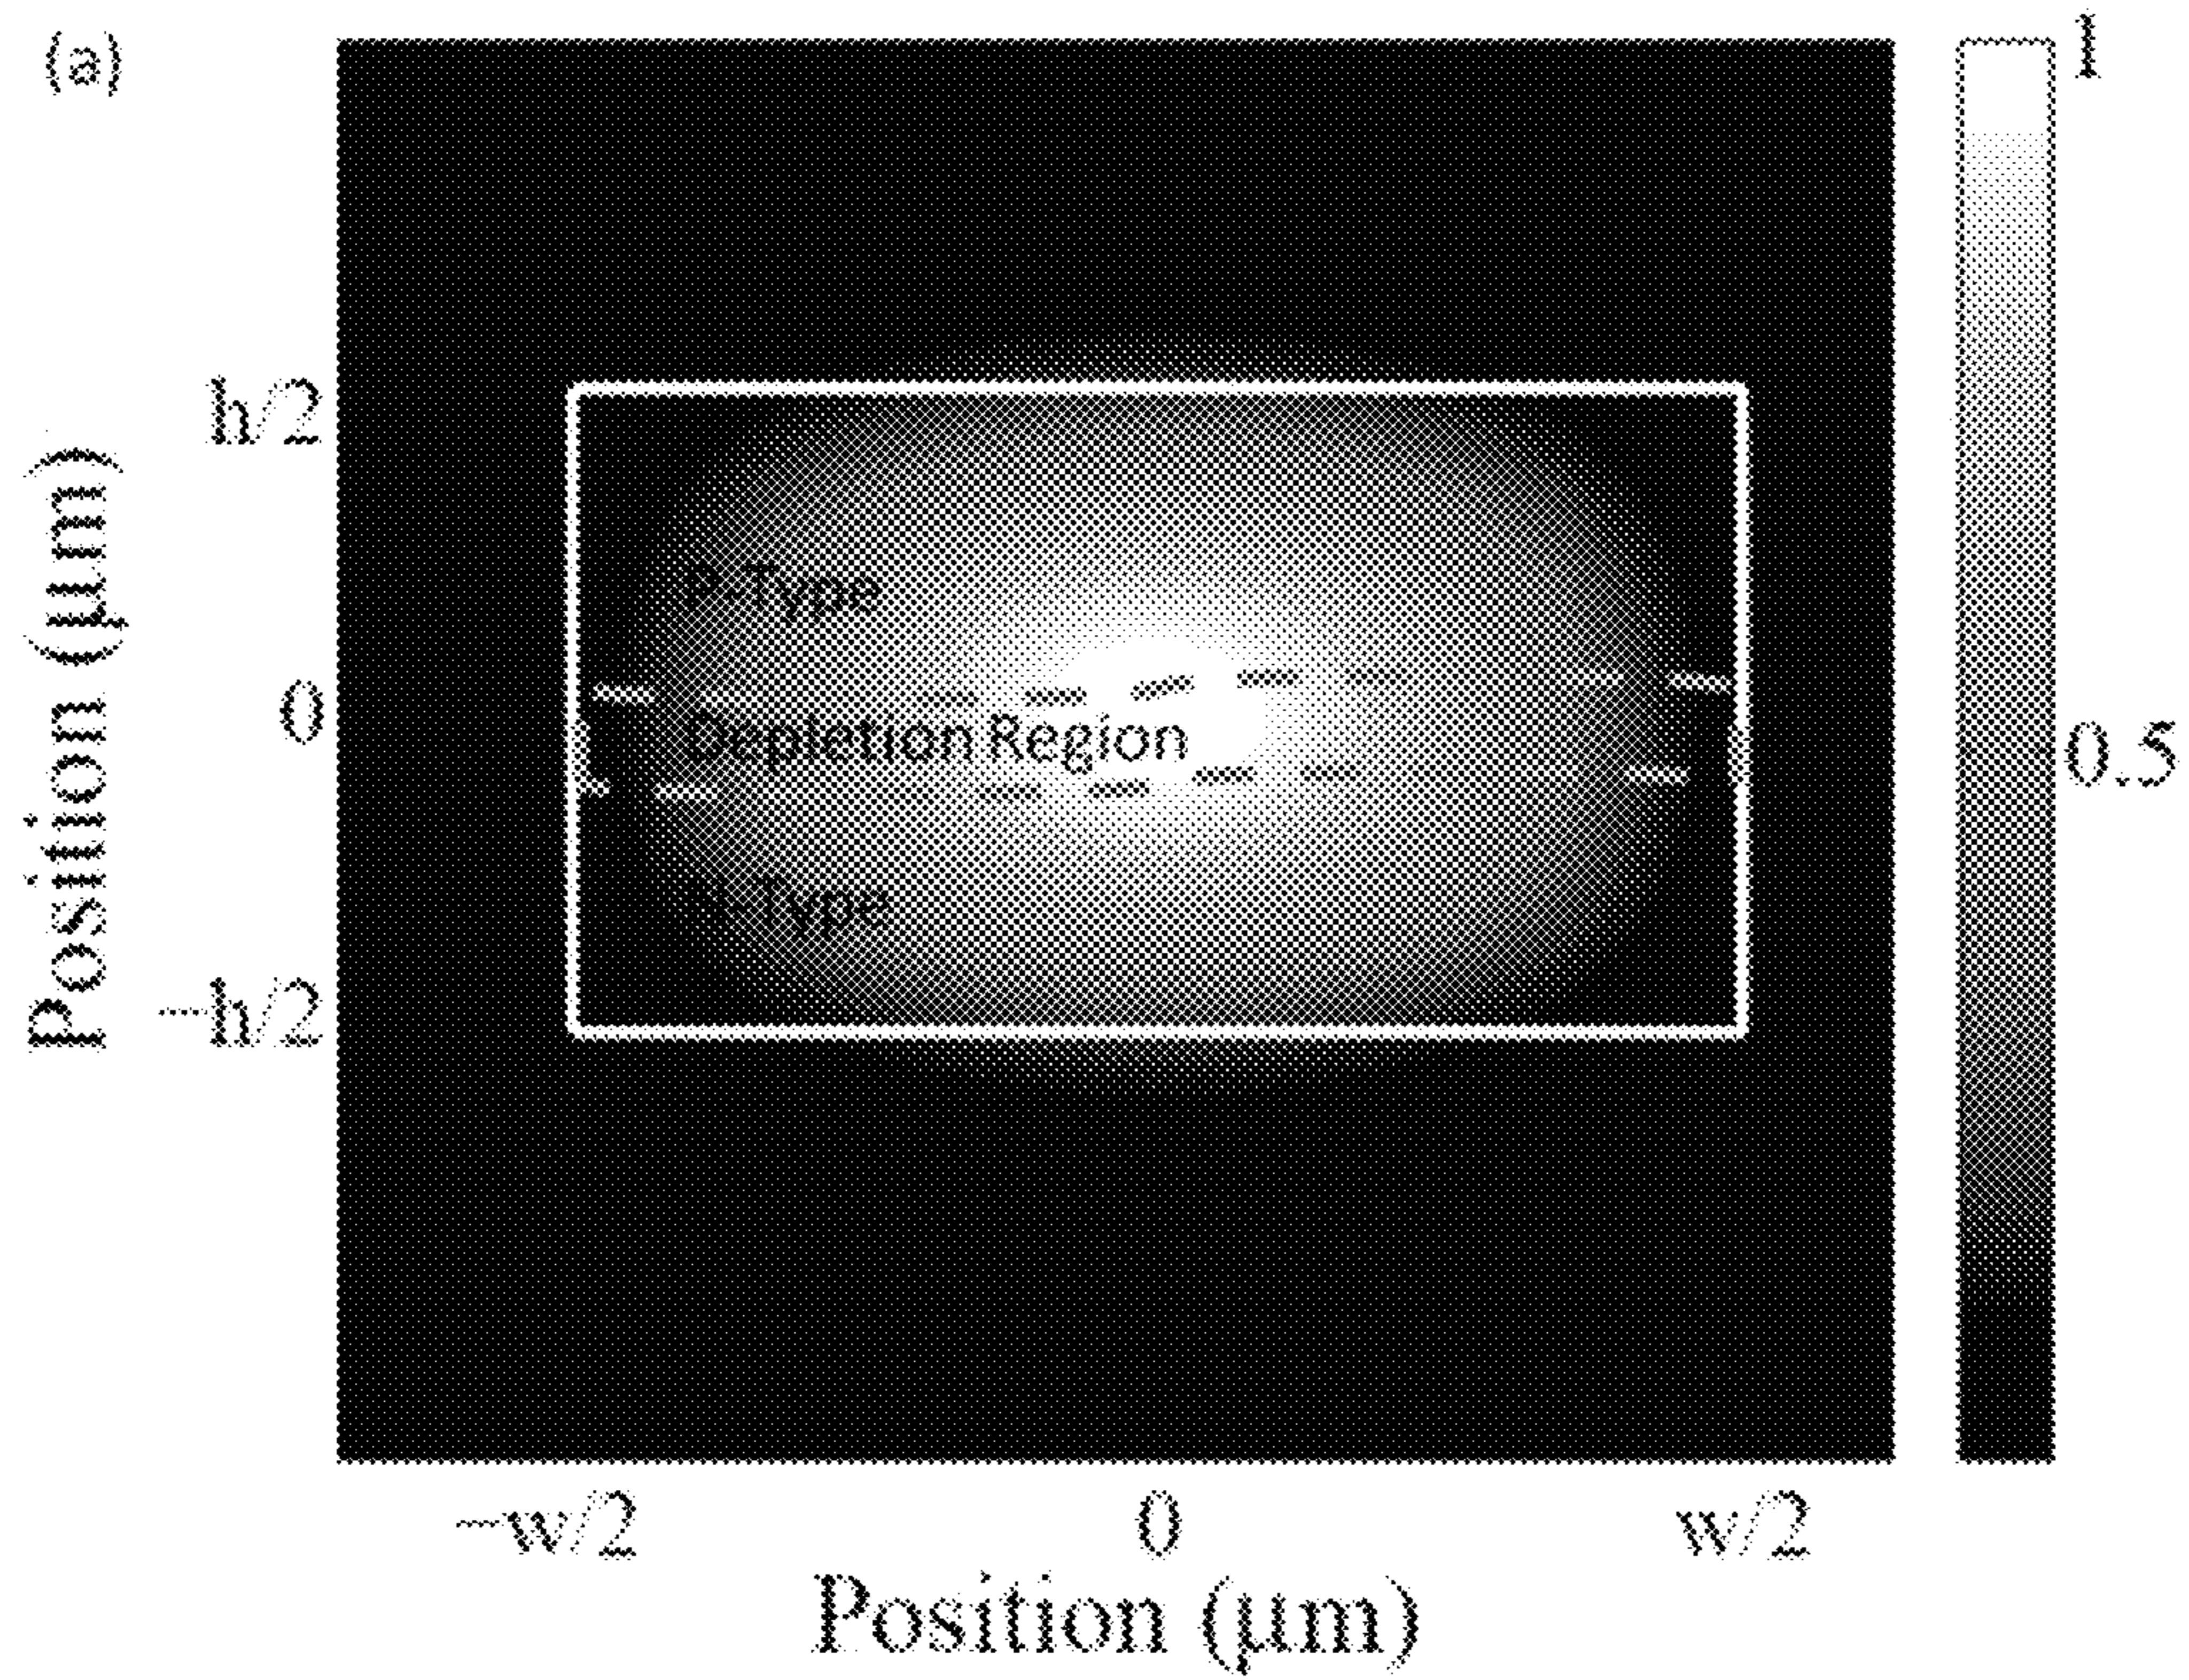 (a)
1
h/2
P-Type
Position (μm)
0
Depletion Region
0.5
Type
−h/2
−w/2
0
w/2
Position (μm)